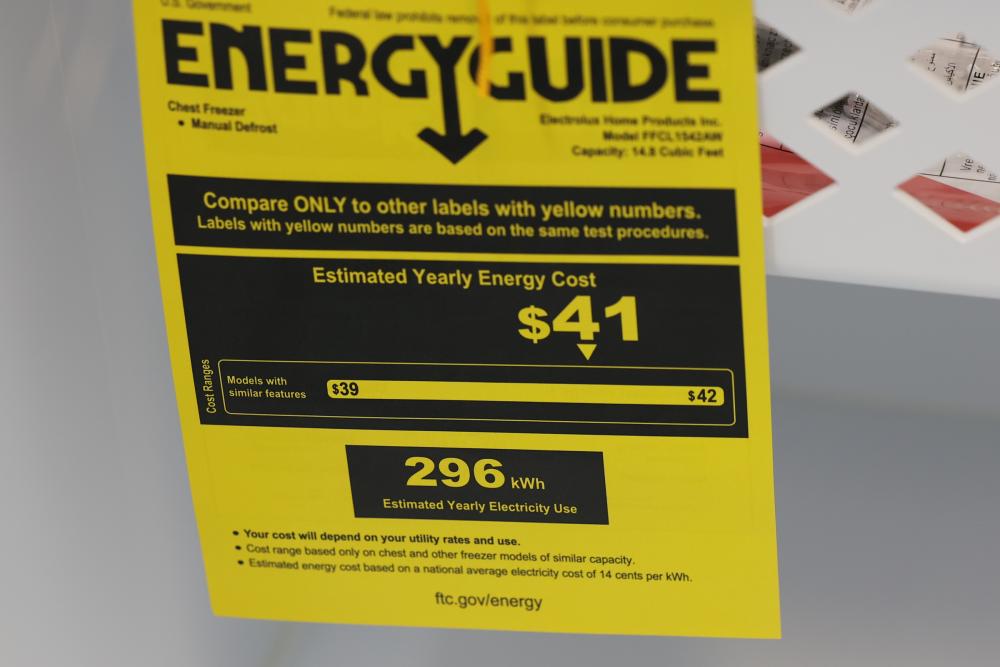 U.S. Government
Federal law prohibits removal of this label before consumer purchase.
ENERGYGUIDE
Chest Freezer
• Manual Defrost
Electrolux Home Products Inc.
Model FFCL1542AW
Capacity: 14.8 Cubic Feet
Compare ONLY to other labels with yellow numbers.
Labels with yellow numbers are based on the same test procedures.
Estimated Yearly Energy Cost
$41
Cost Ranges
Models with
similar features
$39
$42
296 kWh
Estimated Yearly Electricity Use
• Your cost will depend on your utility rates and use.
• Cost range based only on chest and other freezer models of similar capacity.
• Estimated energy cost based on a national average electricity cost of 14 cents per kWh.
ftc.gov/energy